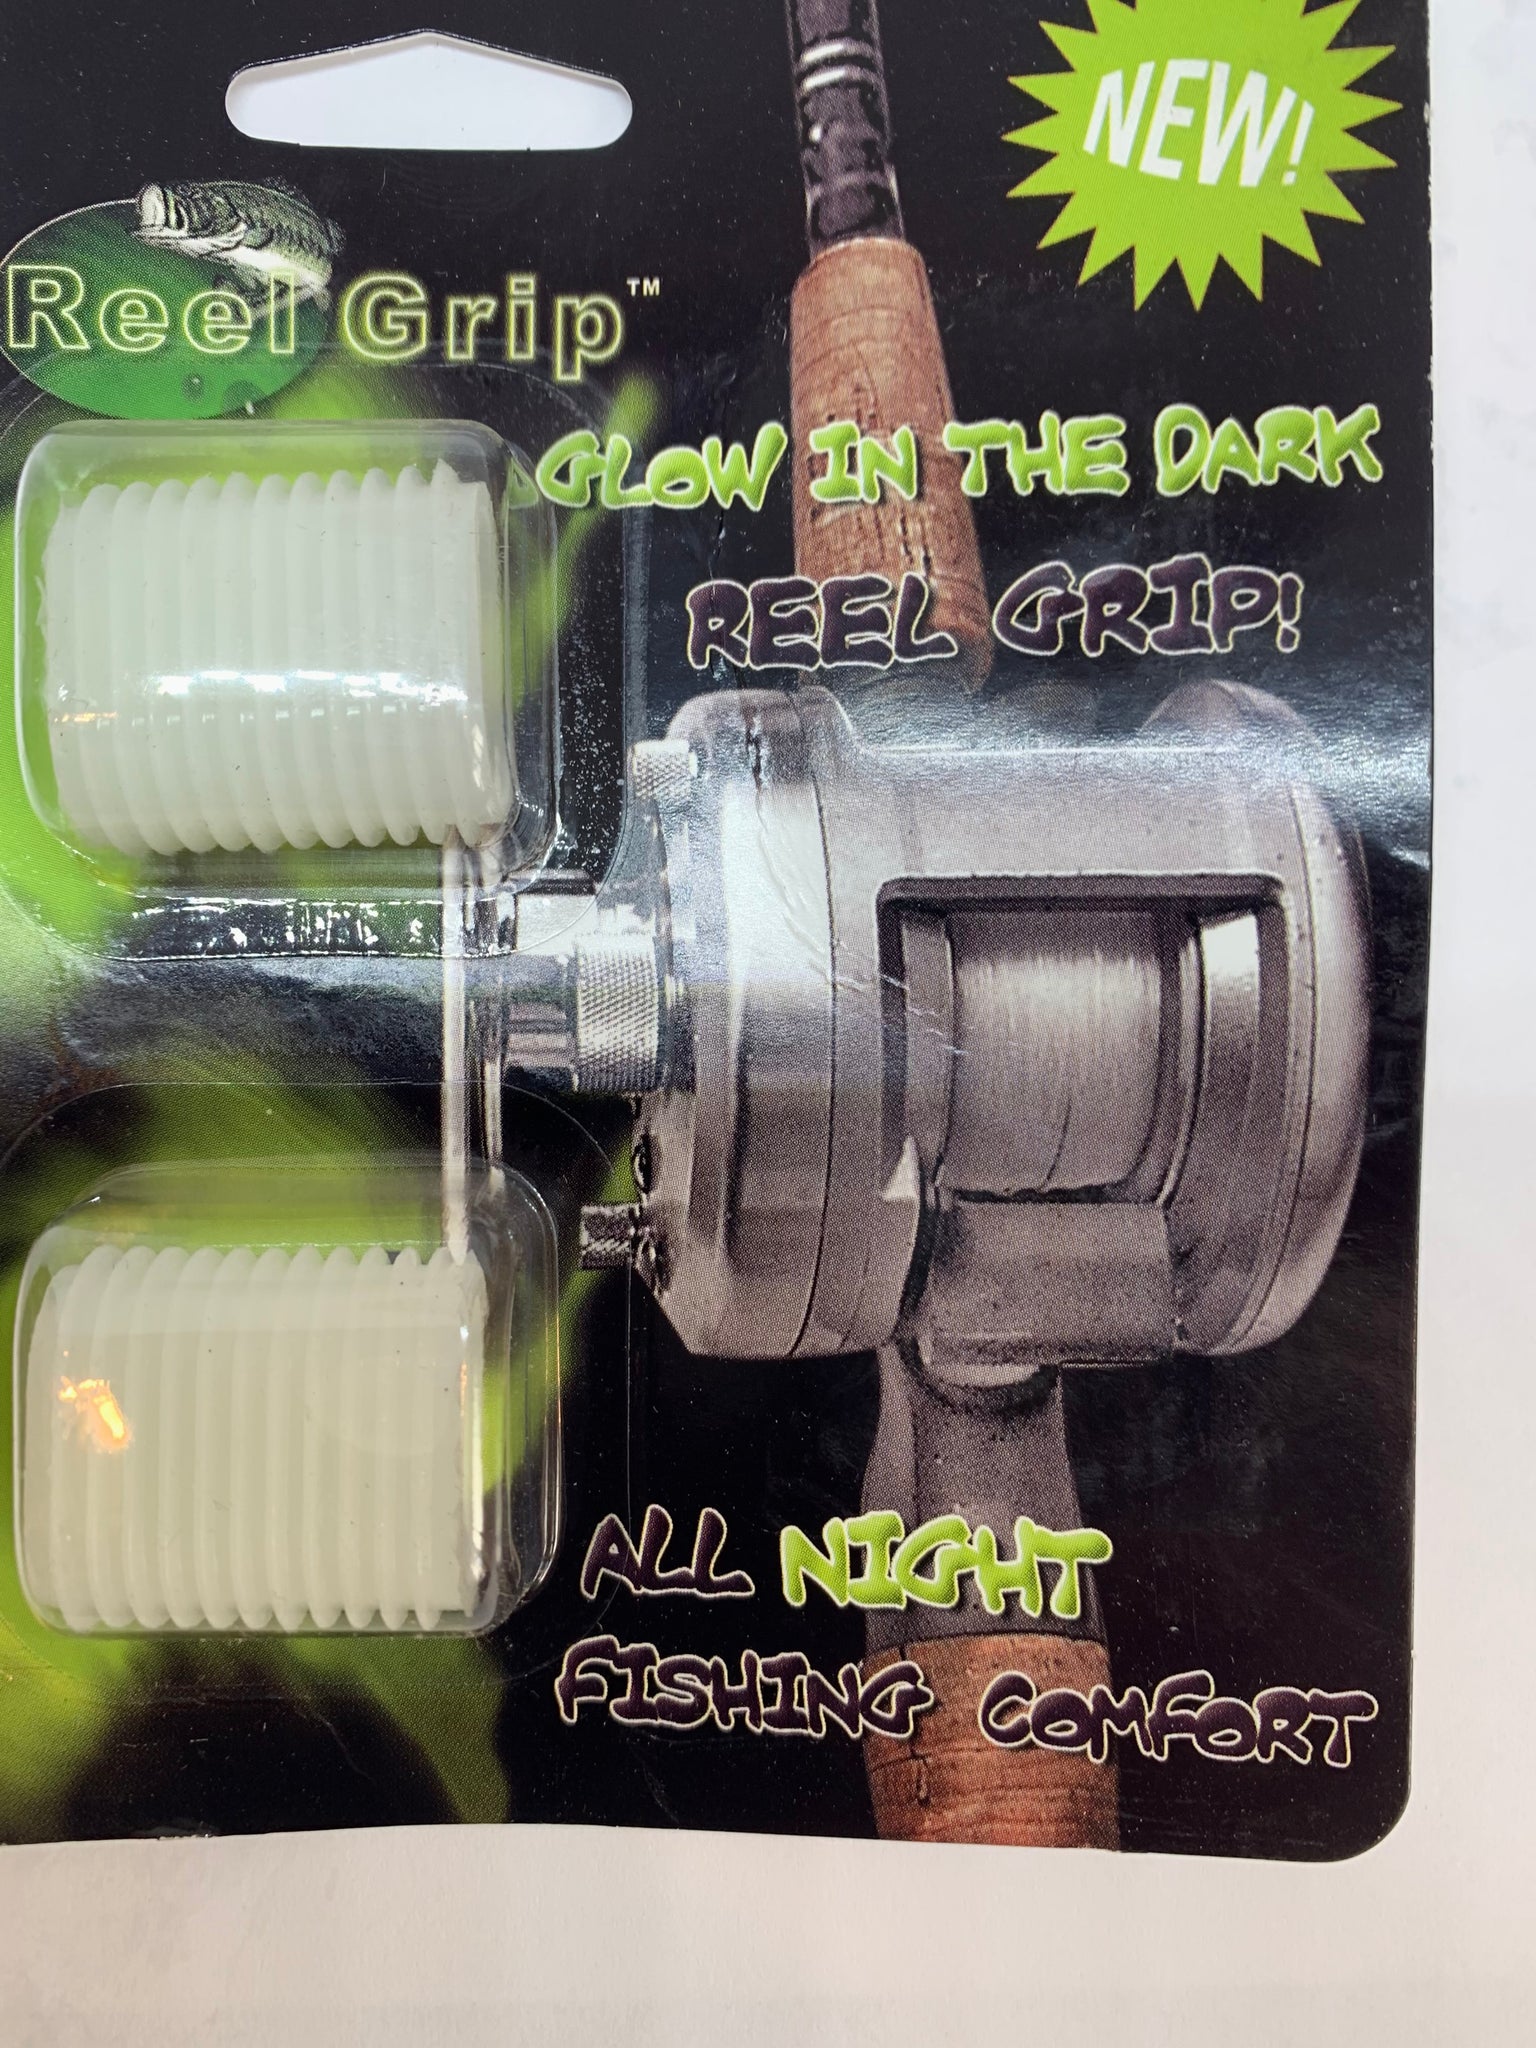 NEW!
Reel Grip™
GLOW IN THE DARK
REEL GRIP!
ALL NIGHT
FISHING COMFORT